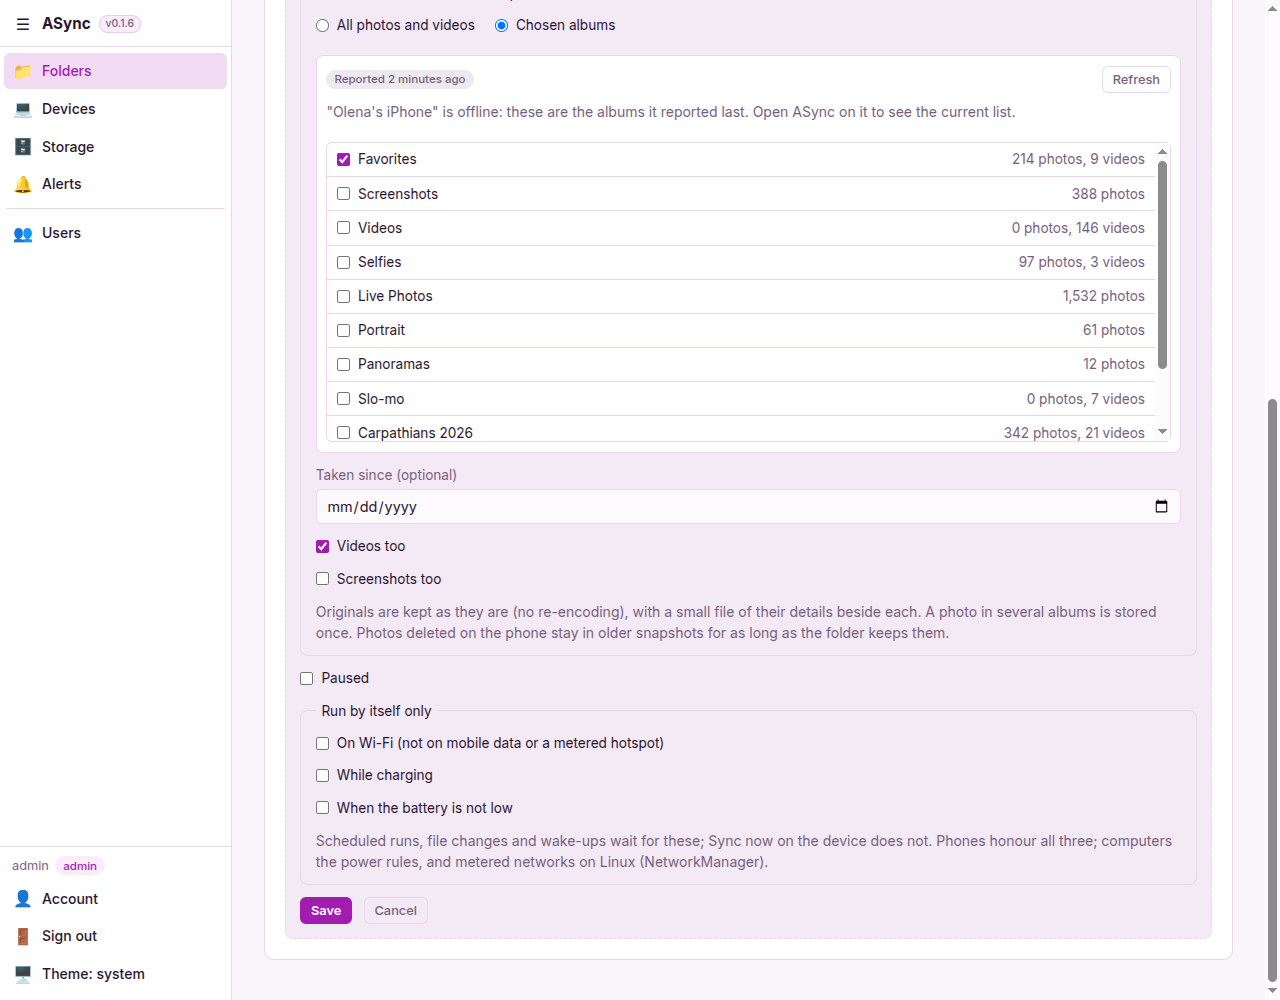 ASync v0.1.6
Folders
Devices
Storage
Alerts
Users
admin admin
Account
Sign out
Theme: system
All photos and videos Chosen albums
Reported 2 minutes ago Refresh
"Olena's iPhone" is offline: these are the albums it reported last. Open ASync on it to see the current list.
Favorites 214 photos, 9 videos
Screenshots 388 photos
Videos 0 photos, 146 videos
Selfies 97 photos, 3 videos
Live Photos 1,532 photos
Portrait 61 photos
Panoramas 12 photos
Slo-mo 0 photos, 7 videos
Carpathians 2026 342 photos, 21 videos
Taken since (optional)
mm/dd/yyyy
Videos too
Screenshots too
Originals are kept as they are (no re-encoding), with a small file of their details beside each. A photo in several albums is stored
once. Photos deleted on the phone stay in older snapshots for as long as the folder keeps them.
Paused
Run by itself only
On Wi-Fi (not on mobile data or a metered hotspot)
While charging
When the battery is not low
Scheduled runs, file changes and wake-ups wait for these; Sync now on the device does not. Phones honour all three; computers
the power rules, and metered networks on Linux (NetworkManager).
Save Cancel